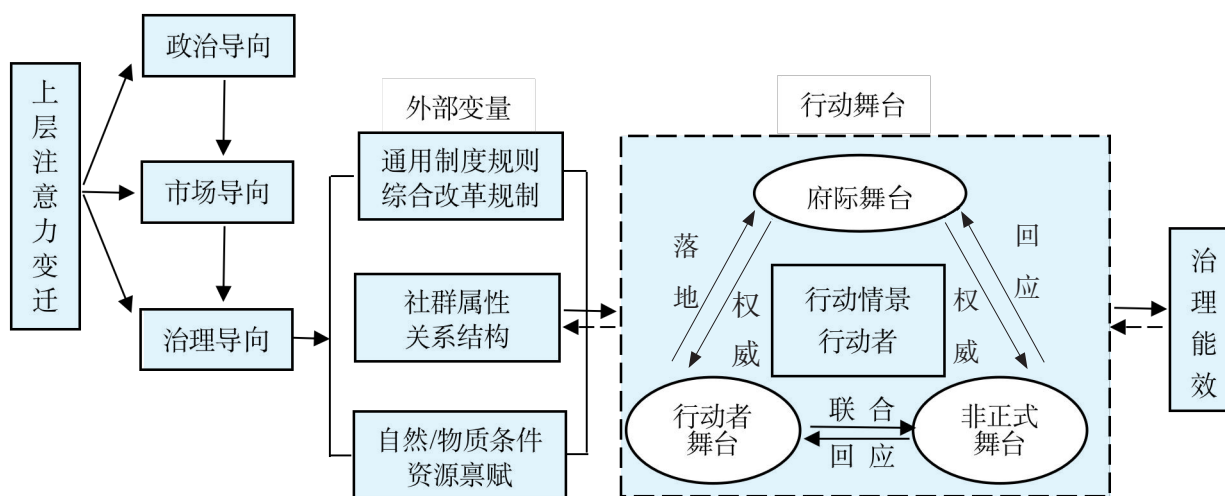 上层注意力变迁
政治导向
市场导向
治理导向
外部变量
通用制度规则
综合改革规制
社群属性
关系结构
自然/物质条件
资源禀赋
行动舞台
府际舞台
落地
权威
行动情景
行动者
权威
回应
行动者
舞台
联合
回应
非正式
舞台
治理能效